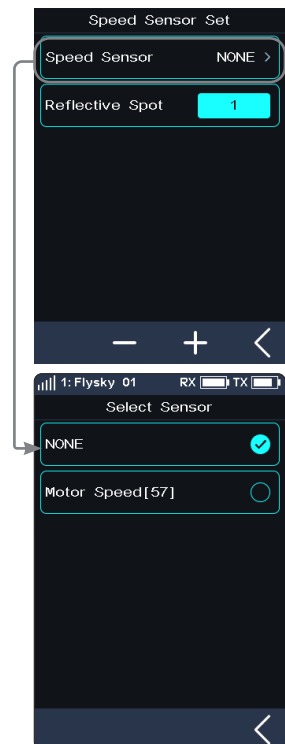 Speed Sensor Set
Speed Sensor NONE >
Reflective Spot 1
1: Flysky 01 RX TX
Select Sensor
NONE
Motor Speed[57]